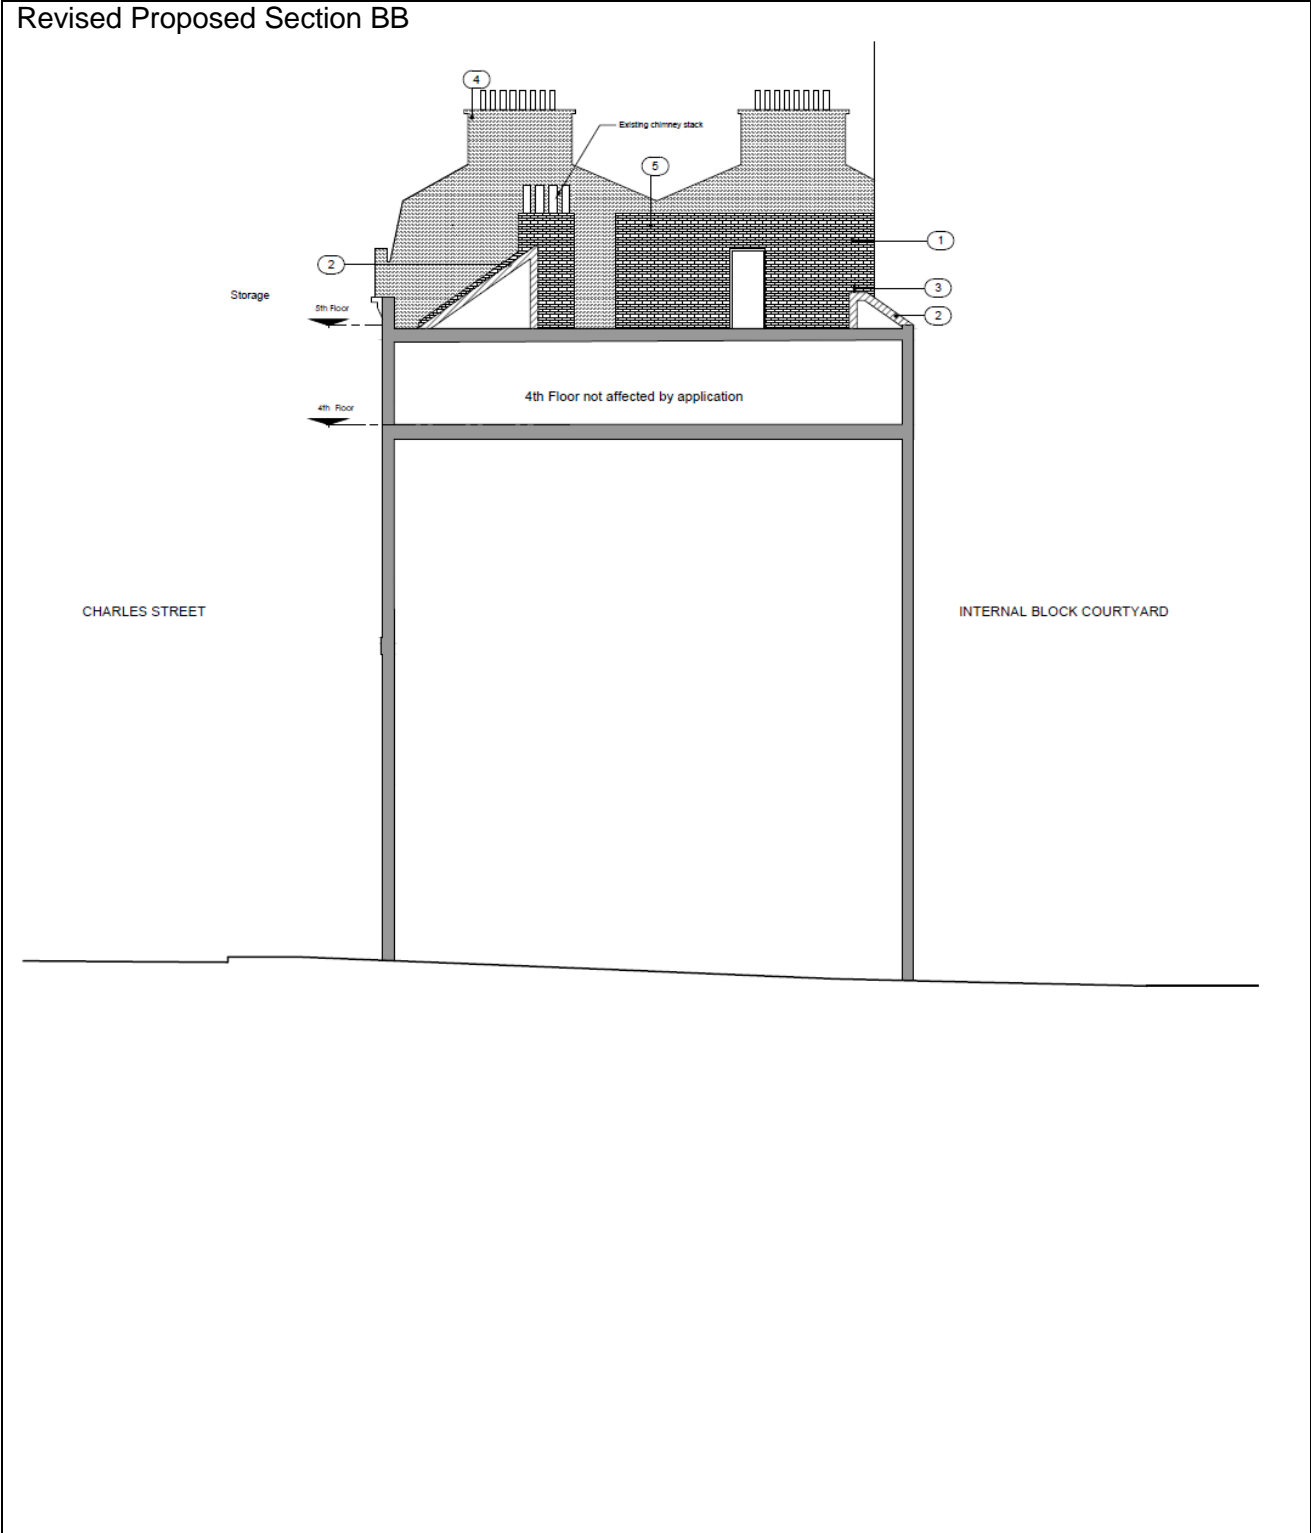 Revised Proposed Section BB
4
Existing chimney stack
5
1
2
3
Storage
5th Floor
2
4th Floor not affected by application
4th Floor
CHARLES STREET
INTERNAL BLOCK COURTYARD